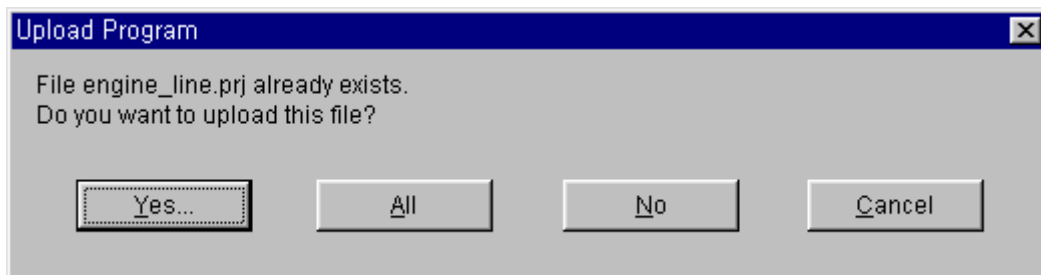 Upload Program
File engine_line.prj already exists.
Do you want to upload this file?
Yes... All No Cancel